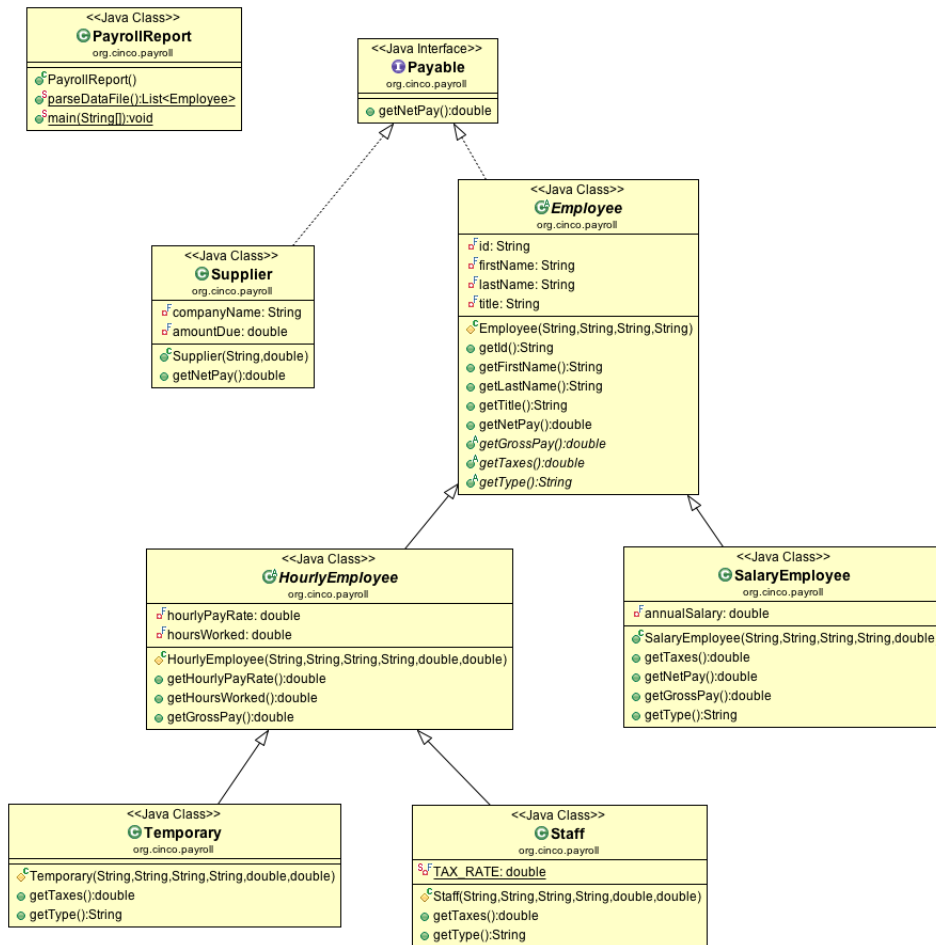 <<Java Class>>
PayrollReport
org.cinco.payroll
PayrollReport()
parseDataFile():List<Employee>
main(String[]):void
<<Java Interface>>
Payable
org.cinco.payroll
getNetPay():double
<<Java Class>>
Employee
org.cinco.payroll
id: String
firstName: String
lastName: String
title: String
Employee(String,String,String,String)
getId():String
getFirstName():String
getLastName():String
getTitle():String
getNetPay():double
getGrossPay():double
getTaxes():double
getType():String
<<Java Class>>
Supplier
org.cinco.payroll
companyName: String
amountDue: double
Supplier(String,double)
getNetPay():double
<<Java Class>>
HourlyEmployee
org.cinco.payroll
hourlyPayRate: double
hoursWorked: double
HourlyEmployee(String,String,String,String,double,double)
getHourlyPayRate():double
getHoursWorked():double
getGrossPay():double
<<Java Class>>
SalaryEmployee
org.cinco.payroll
annualSalary: double
SalaryEmployee(String,String,String,String,double
getTaxes():double
getNetPay():double
getGrossPay():double
getType():String
<<Java Class>>
Temporary
org.cinco.payroll
Temporary(String,String,String,String,double,double)
getTaxes():double
getType():String
<<Java Class>>
Staff
org.cinco.payroll
TAX_RATE: double
Staff(String,String,String,String,double,double)
getTaxes():double
getType():String